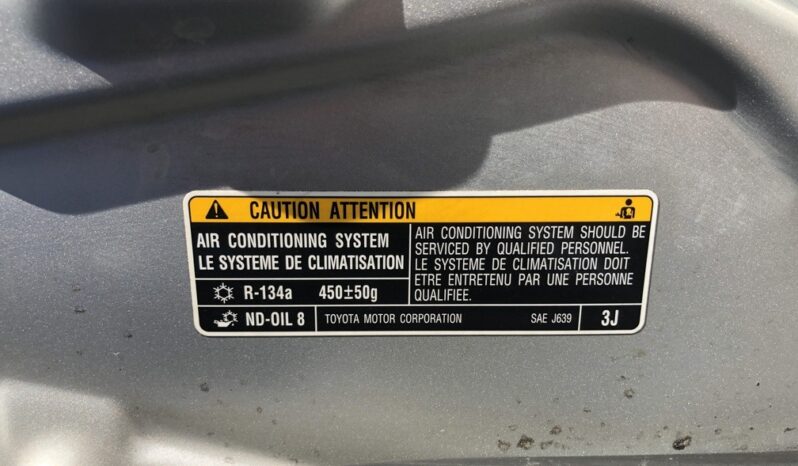 CAUTION ATTENTION
AIR CONDITIONING SYSTEM
LE SYSTEME DE CLIMATISATION
R-134a 450±50g
AIR CONDITIONING SYSTEM SHOULD BE
SERVICED BY QUALIFIED PERSONNEL.
LE SYSTEME DE CLIMATISATION DOIT
ETRE ENTRETENU PAR UNE PERSONNE
QUALIFIEE.
ND-OIL 8 TOYOTA MOTOR CORPORATION SAE J639 3J